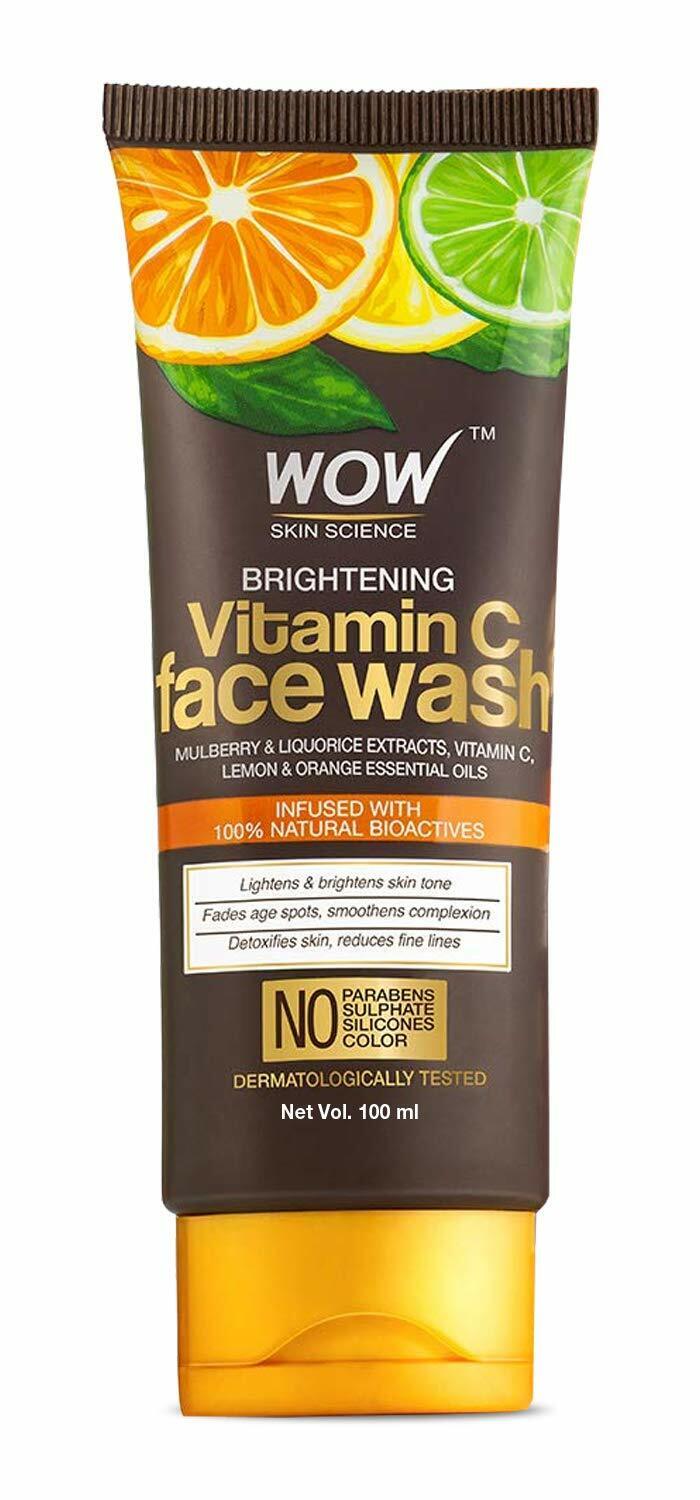 WOW™
SKIN SCIENCE
BRIGHTENING
Vitamin C
face wash
MULBERRY & LIQUORICE EXTRACTS, VITAMIN C,
LEMON & ORANGE ESSENTIAL OILS
INFUSED WITH
100% NATURAL BIOACTIVES
Lightens & brightens skin tone
Fades age spots, smoothens complexion
Detoxifies skin, reduces fine lines
NO PARABENS
SULPHATE
SILICONES
COLOR
DERMATOLOGICALLY TESTED
Net Vol. 100 ml